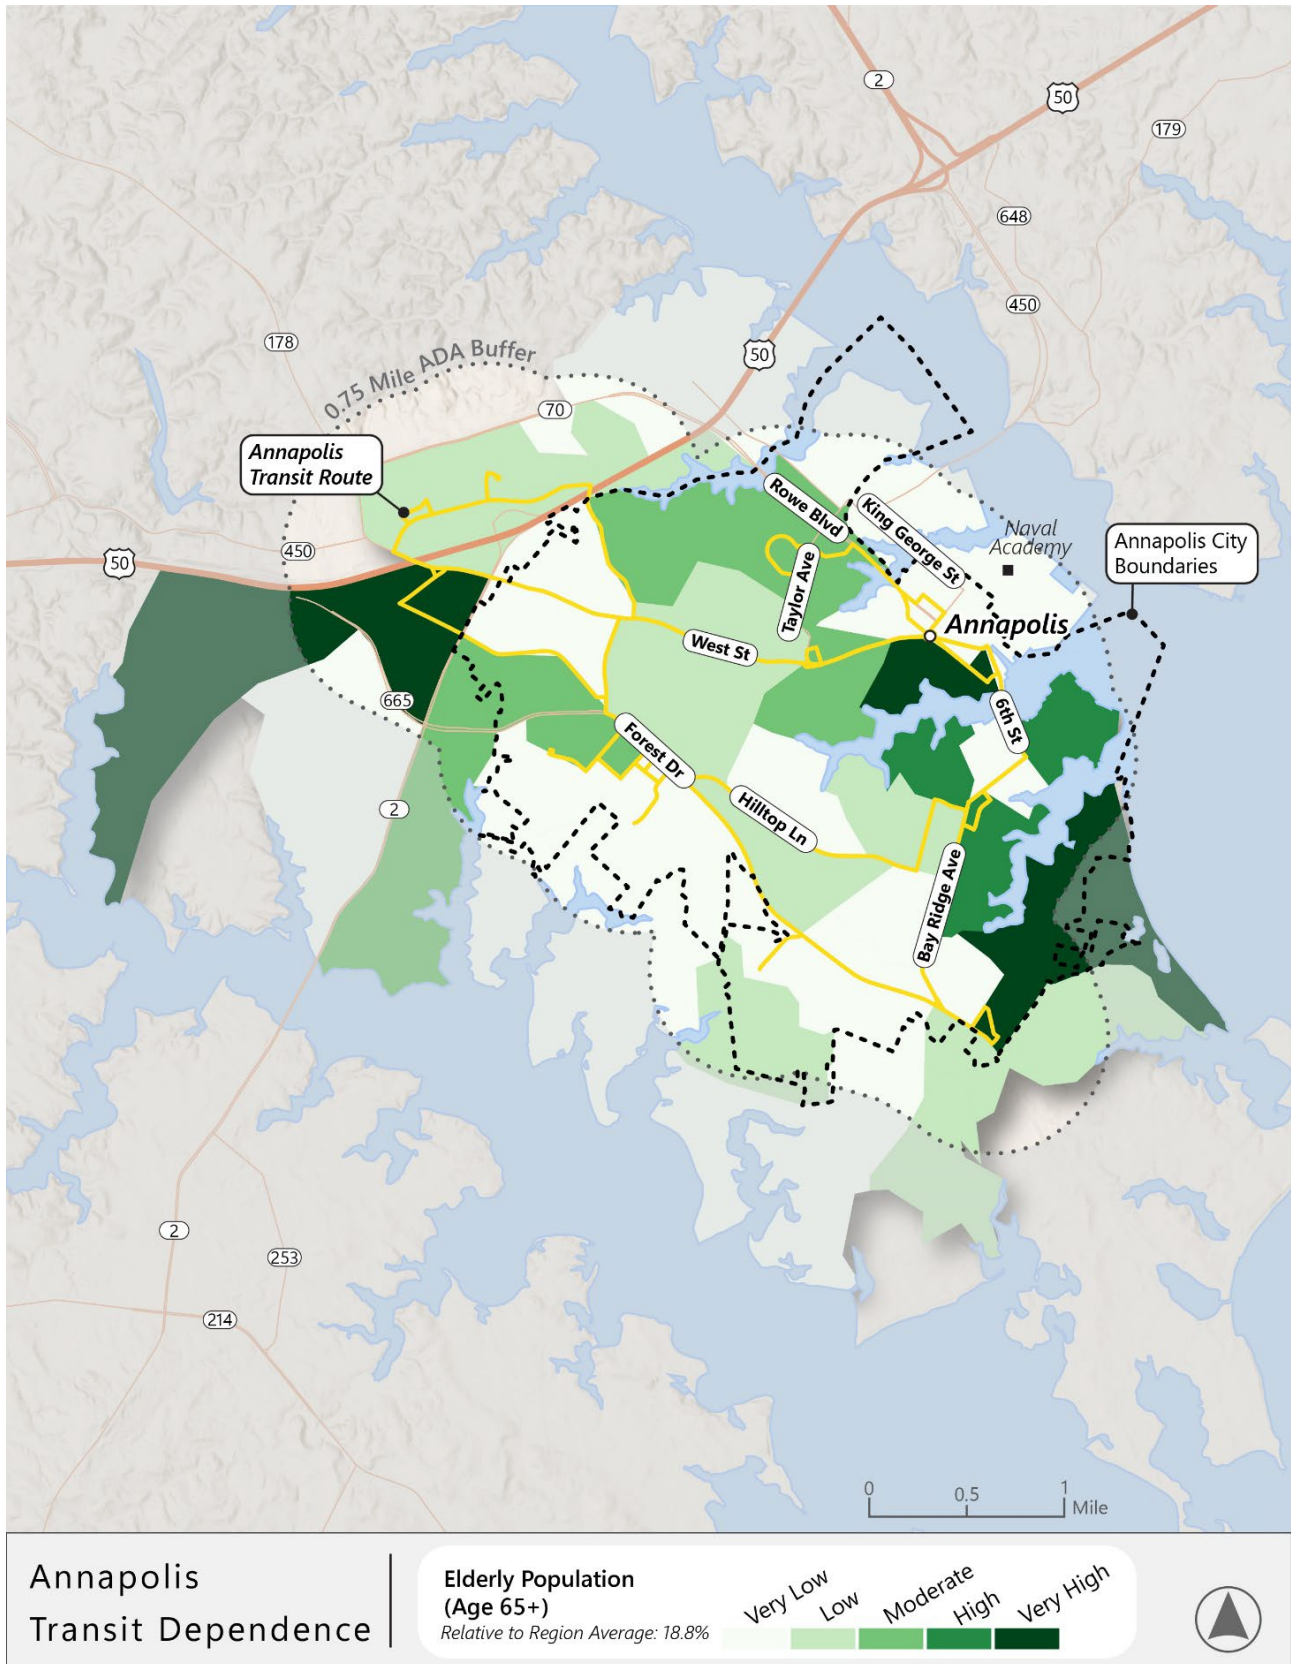 2
50
179
648
450
178
50
0.75 Mile ADA Buffer
70
Annapolis
Transit Route
Rowe Blvd
King George St
Naval
Academy
Annapolis City
Boundaries
450
50
Taylor Ave
Annapolis
West St
665
6th St
Forest Dr
2
Hilltop Ln
Bay Ridge Ave
2
253
214
0
0.5
1
Mile
Annapolis
Transit Dependence
Elderly Population
(Age 65+)
Relative to Region Average: 18.8%
Very Low
Low
Moderate
High
Very High